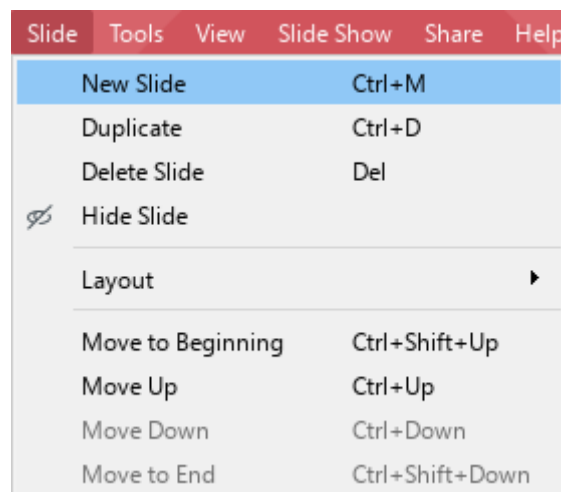 Slide Tools View Slide Show Share Help
New Slide Ctrl+M
Duplicate Ctrl+D
Delete Slide Del
Hide Slide
Layout
Move to Beginning Ctrl+Shift+Up
Move Up Ctrl+Up
Move Down Ctrl+Down
Move to End Ctrl+Shift+Down